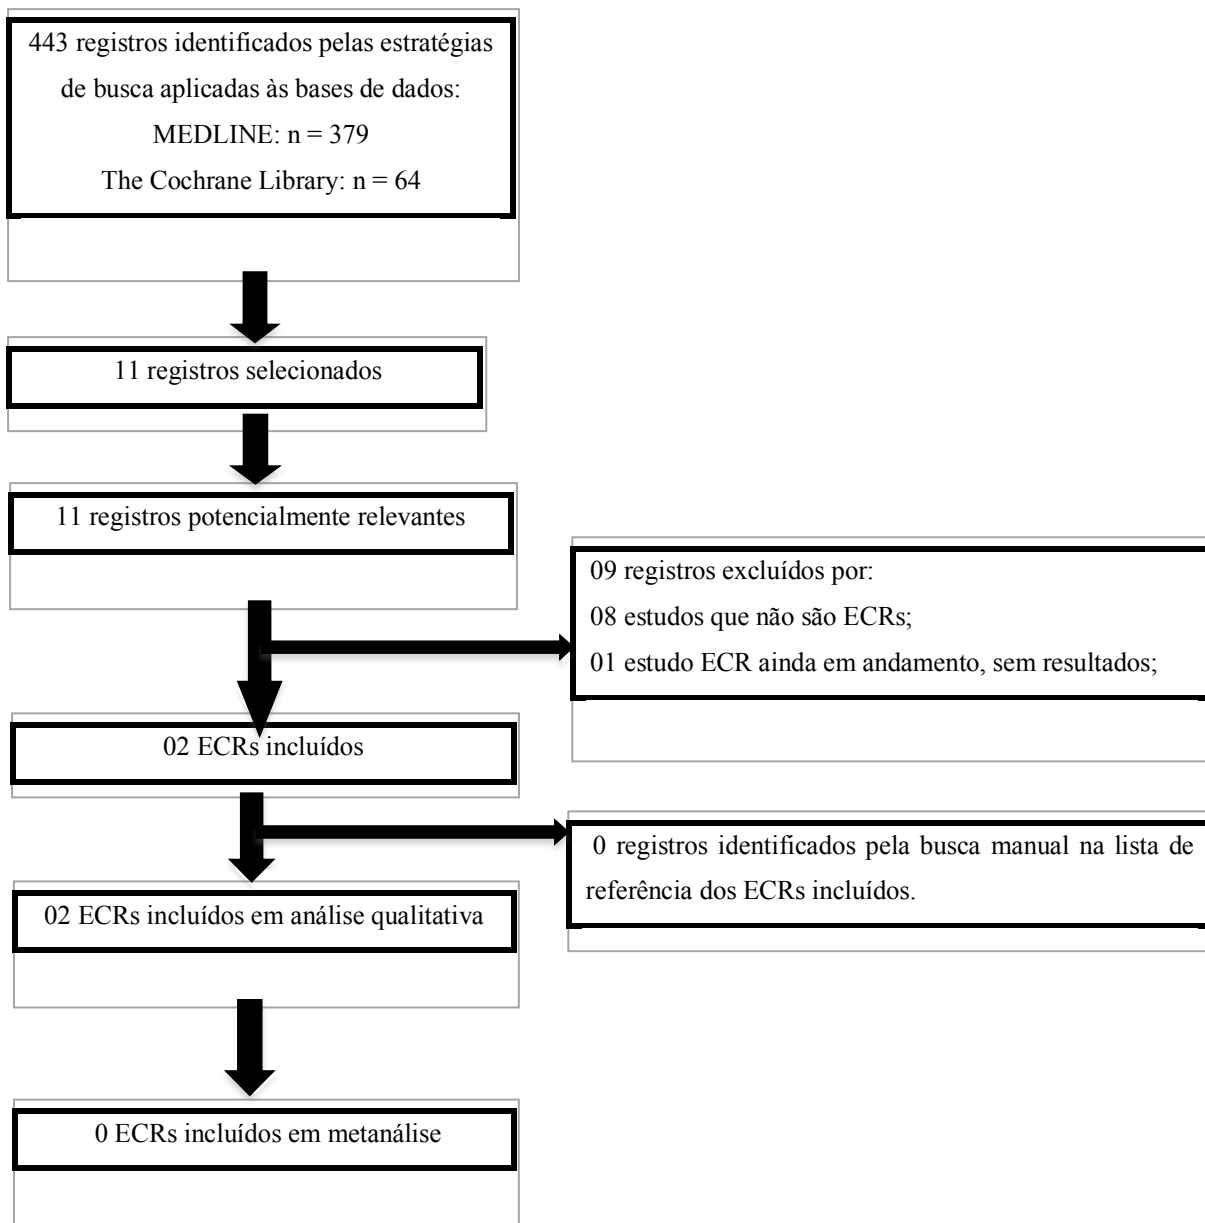 443 registros identificados pelas estratégias
de busca aplicadas às bases de dados:
MEDLINE: n = 379
The Cochrane Library: n = 64
11 registros selecionados
11 registros potencialmente relevantes
09 registros excluídos por:
08 estudos que não são ECRs;
01 estudo ECR ainda em andamento, sem resultados;
02 ECRs incluídos
0 registros identificados pela busca manual na lista de
referência dos ECRs incluídos.
02 ECRs incluídos em análise qualitativa
0 ECRs incluídos em metanálise